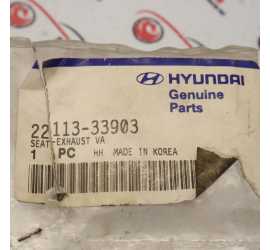 HYUNDAI
Genuine
Parts
22113-33903
SEAT-EXHAUST VA
1 PC HH MADE IN KOREA